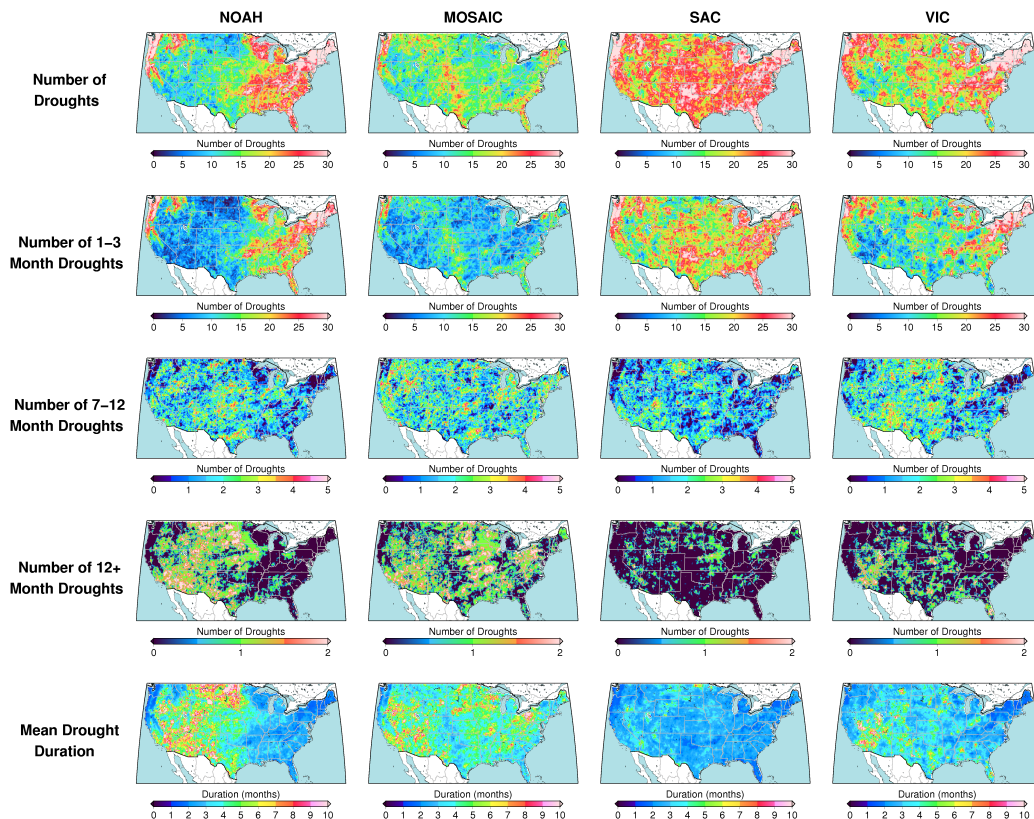 NOAH MOSAIC SAC VIC
Number of
Droughts
Number of Droughts Number of Droughts Number of Droughts Number of Droughts
0 5 10 15 20 25 30 0 5 10 15 20 25 30 0 5 10 15 20 25 30 0 5 10 15 20 25 30
Number of 1–3
Month Droughts
Number of Droughts Number of Droughts Number of Droughts Number of Droughts
0 5 10 15 20 25 30 0 5 10 15 20 25 30 0 5 10 15 20 25 30 0 5 10 15 20 25 30
Number of 7–12
Month Droughts
Number of Droughts Number of Droughts Number of Droughts Number of Droughts
0 1 2 3 4 5 0 1 2 3 4 5 0 1 2 3 4 5 0 1 2 3 4 5
Number of 12+
Month Droughts
Number of Droughts Number of Droughts Number of Droughts Number of Droughts
0 1 2 0 1 2 0 1 2 0 1 2
Mean Drought
Duration
Duration (months) Duration (months) Duration (months) Duration (months)
0 1 2 3 4 5 6 7 8 9 10 0 1 2 3 4 5 6 7 8 9 10 0 1 2 3 4 5 6 7 8 9 10 0 1 2 3 4 5 6 7 8 9 10